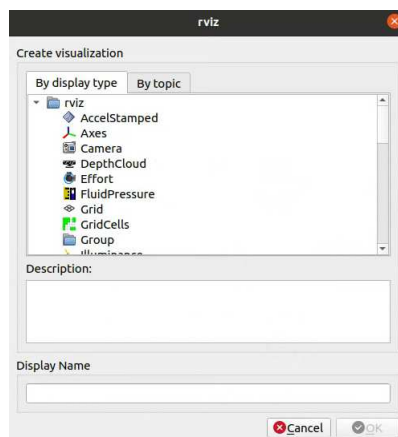 rviz
Create visualization
By display type By topic
rviz
AccelStamped
Axes
Camera
DepthCloud
Effort
FluidPressure
Grid
GridCells
Group
Illuminance
Description:
Display Name
Cancel OK